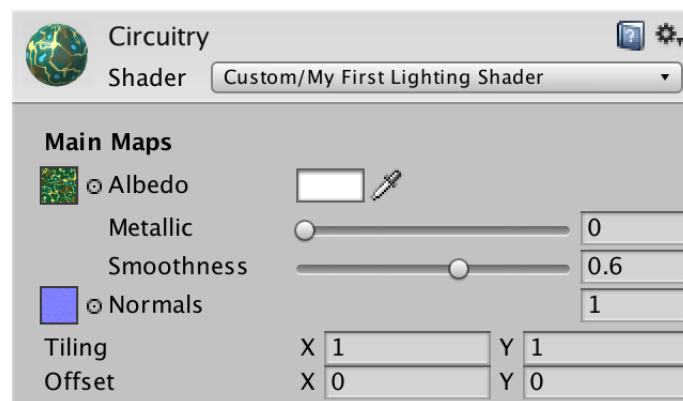 Circuitry
Shader Custom/My First Lighting Shader
Main Maps
Albedo
Metallic 0
Smoothness 0.6
Normals 1
Tiling X 1 Y 1
Offset X 0 Y 0